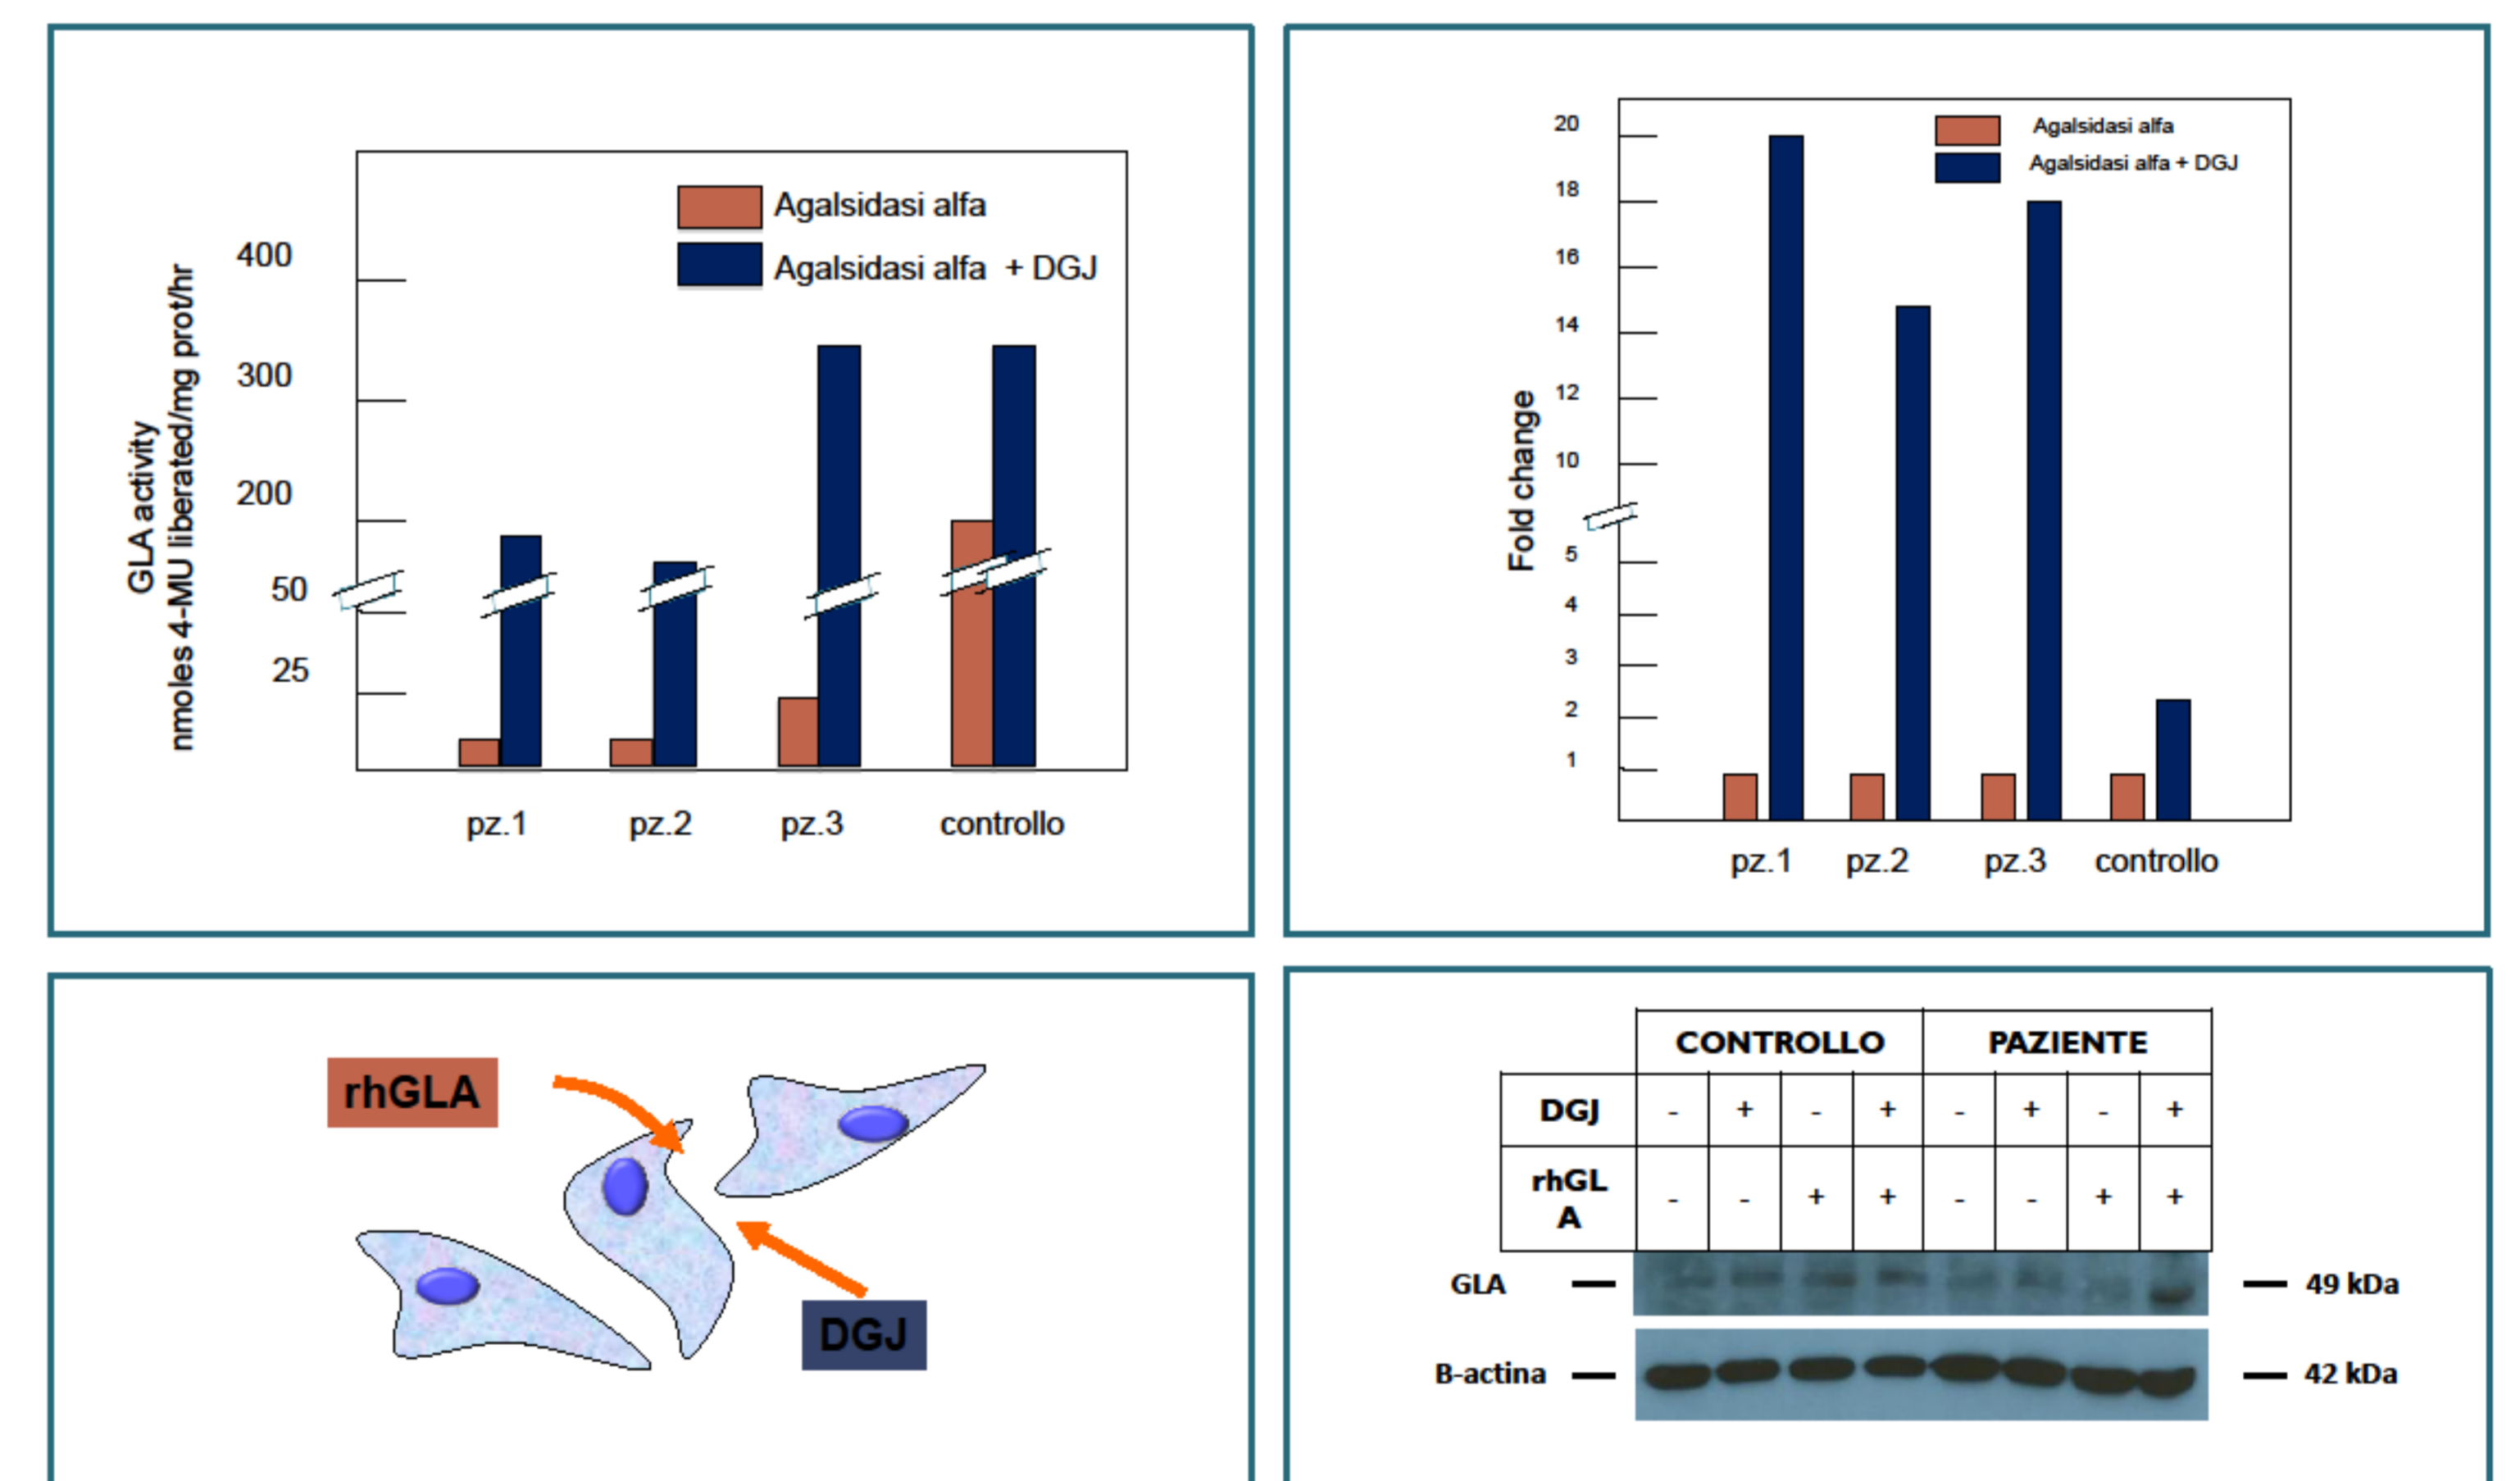 Agalsidasi alfa
Agalsidasi alfa + DGJ
GLA activity
nmoles 4-MU liberated/mg prot/hr
400
300
200
50
25
pz.1 pz.2 pz.3 controllo
Agalsidasi alfa
Agalsidasi alfa + DGJ
Fold change
20
18
16
14
12
10
5
4
3
2
1
pz.1 pz.2 pz.3 controllo
rhGLA
DGJ
CONTROLLO PAZIENTE
DGJ - + - + - + - +
rhGL
A - - + + - - + +
GLA 49 kDa
B-actina 42 kDa